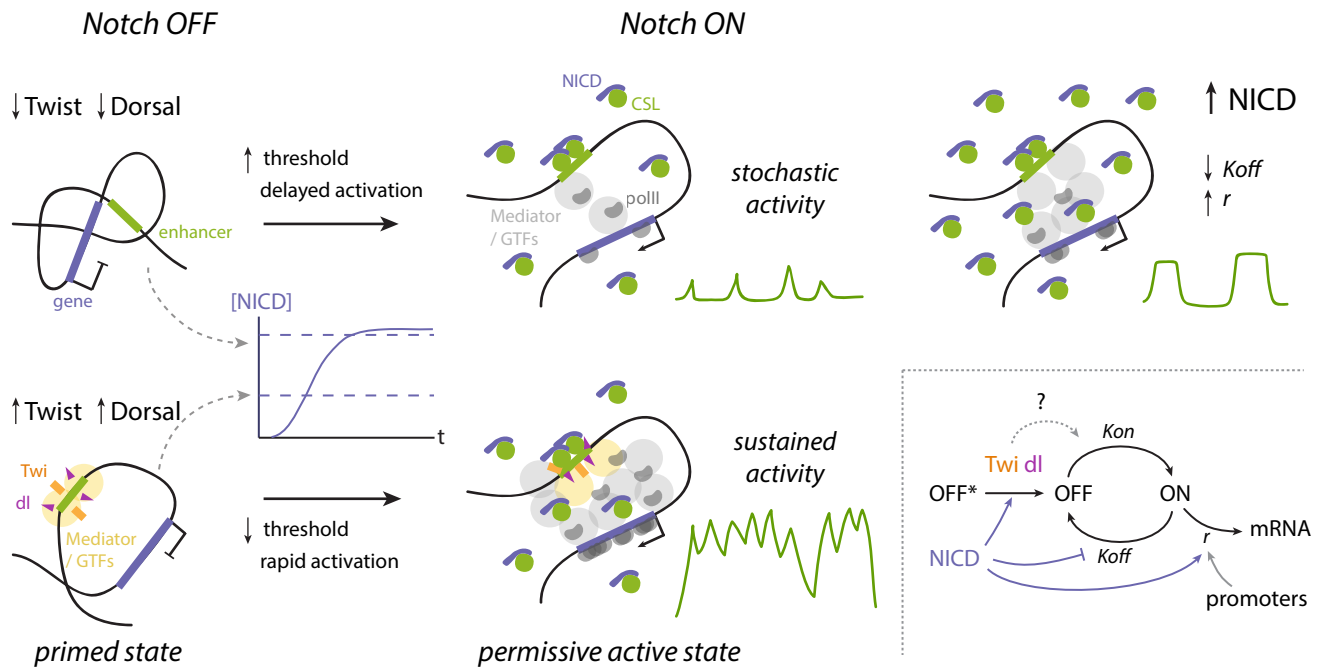 Notch OFF
Notch ON
↓Twist ↓Dorsal
enhancer
gene
↑ threshold
delayed activation
NICD
CSL
Mediator
/ GTFs
polII
stochastic
activity
↑ NICD
↓ Koff
↑ r
[NICD]
t
↑Twist ↑Dorsal
Twi
dl
Mediator
/ GTFs
primed state
↓ threshold
rapid activation
sustained
activity
permissive active state
?
Kon
Twi dl
OFF*
OFF
ON
mRNA
r
Koff
NICD
promoters